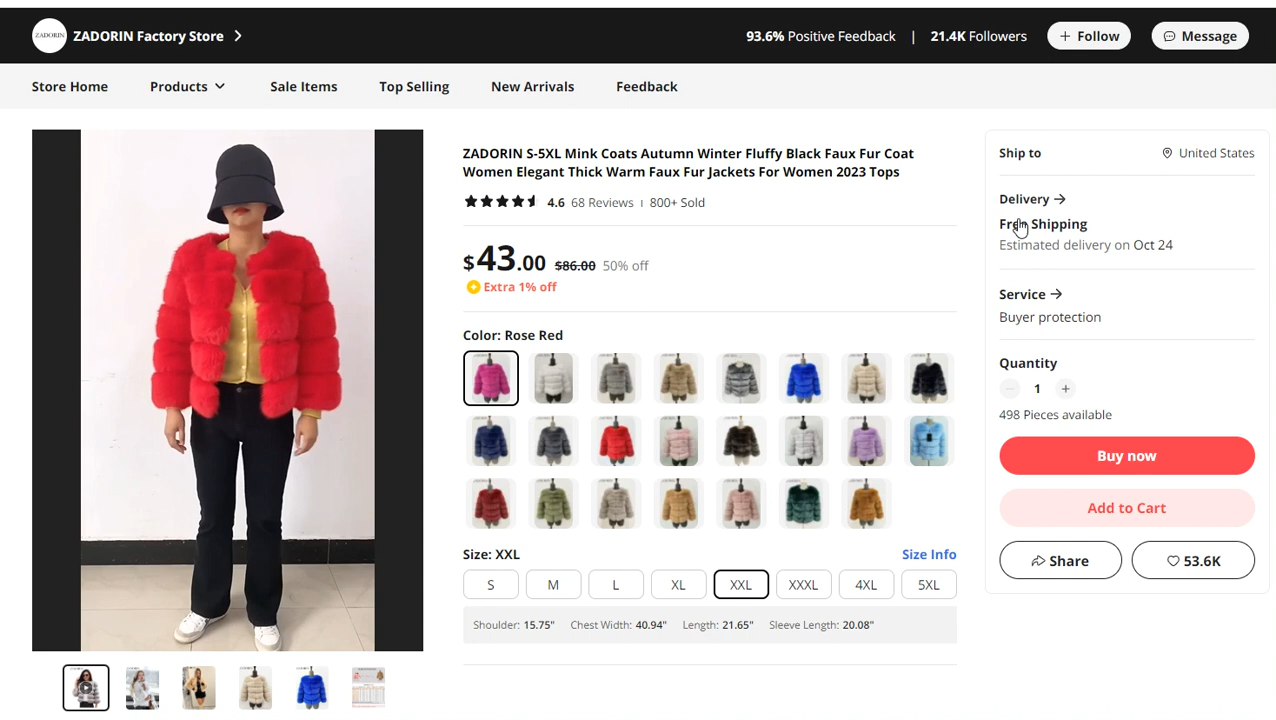 ZADORIN
ZADORIN Factory Store
93.6% Positive Feedback | 21.4K Followers
Follow
Message
Store Home
Products
Sale Items
Top Selling
New Arrivals
Feedback
ZADORIN S-5XL Mink Coats Autumn Winter Fluffy Black Faux Fur Coat
Women Elegant Thick Warm Faux Fur Jackets For Women 2023 Tops
4.6 68 Reviews 800+ Sold
$43.00 $86.00 50% off
Extra 1% off
Color: Rose Red
Size: XXL
Size Info
S
M
L
XL
XXL
XXXL
4XL
5XL
Shoulder: 15.75" Chest Width: 40.94" Length: 21.65" Sleeve Length: 20.08"
Ship to
United States
Delivery
Free Shipping
Estimated delivery on Oct 24
Service
Buyer protection
Quantity
1
498 Pieces available
Buy now
Add to Cart
Share
53.6K